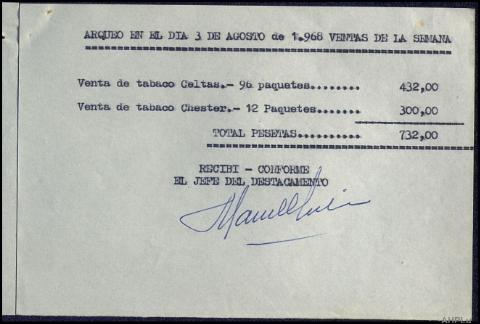 ARQUEO EN EL DIA 3 DE AGOSTO de 1.968 VENTAS DE LA SEMANA
Venta de tabaco Celtas.- 96 paquetes........ 432,00
Venta de tabaco Chester.- 12 Paquetes....... 300,00
TOTAL PESETAS........... 732,00
RECIBI - CONFORME
EL JEFE DEL DESTACAMENTO